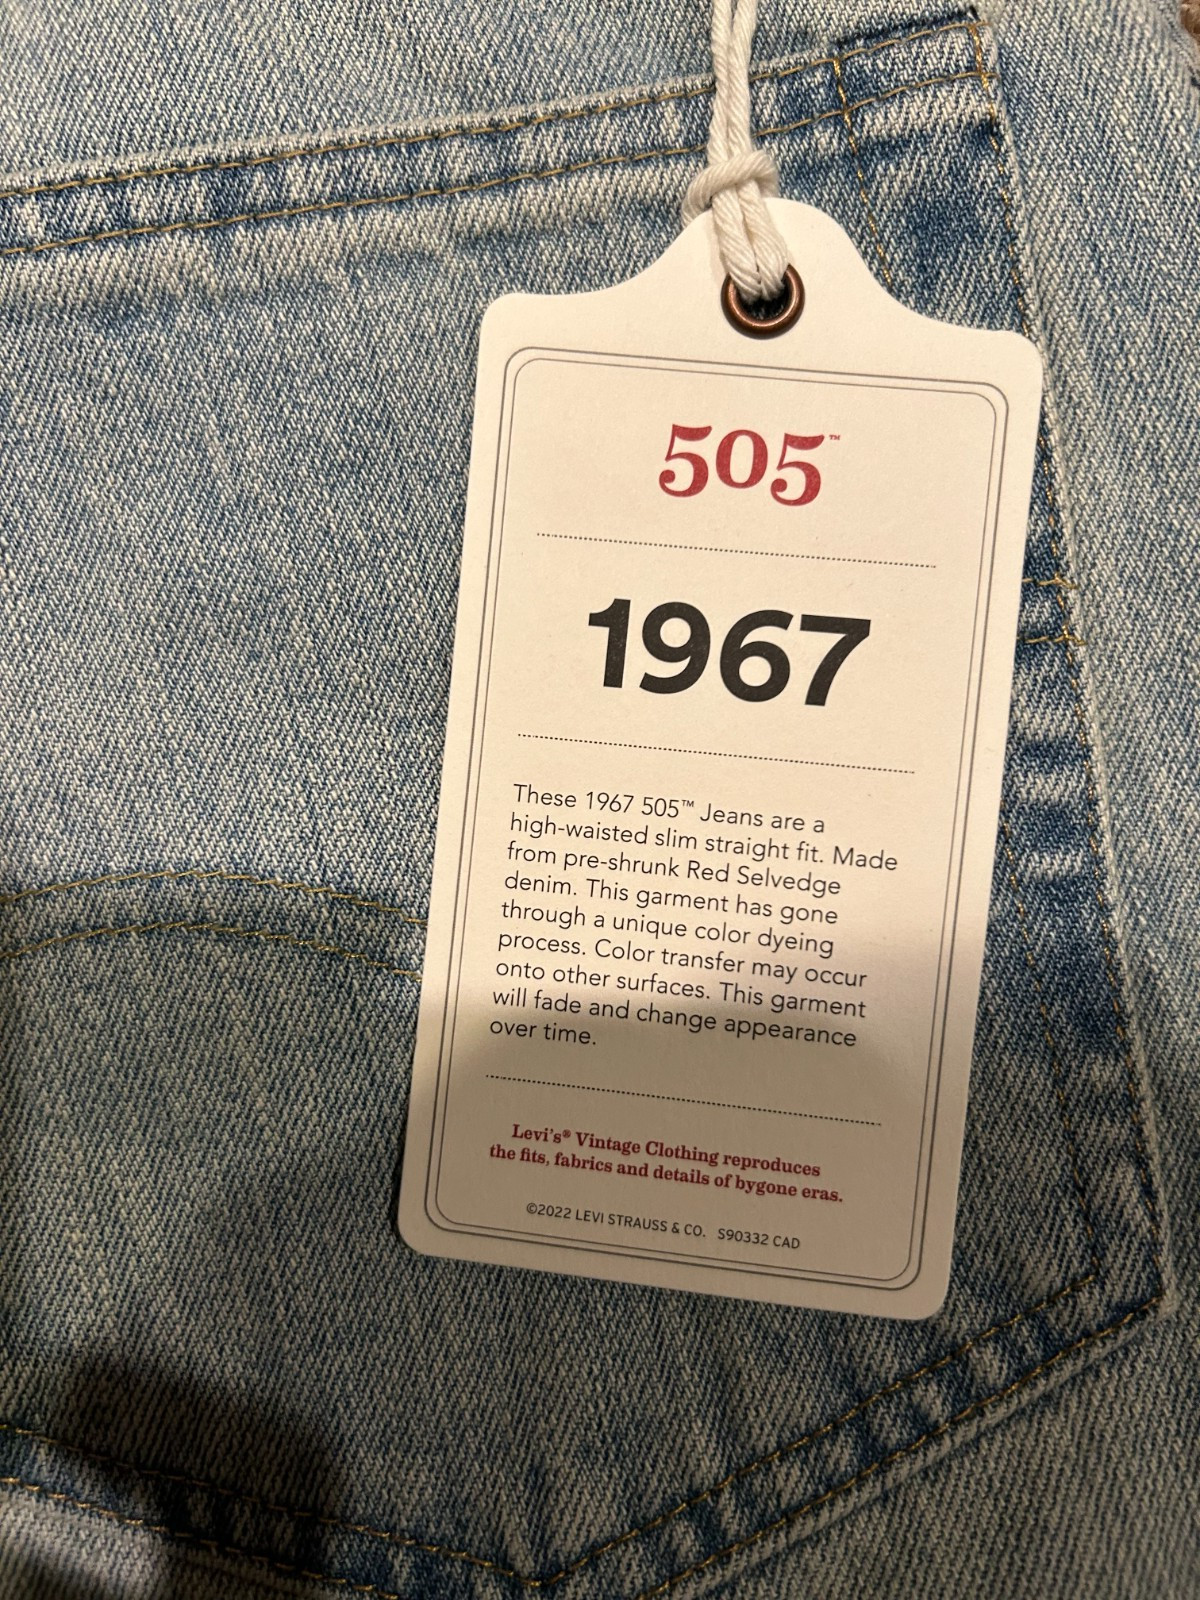 505™
1967
These 1967 505™ Jeans are a
high-waisted slim straight fit. Made
from pre-shrunk Red Selvedge
denim. This garment has gone
through a unique color dyeing
process. Color transfer may occur
onto other surfaces. This garment
will fade and change appearance
over time.
Levi's® Vintage Clothing reproduces
the fits, fabrics and details of bygone eras.
©2022 LEVI STRAUSS & CO. S90332 CAD